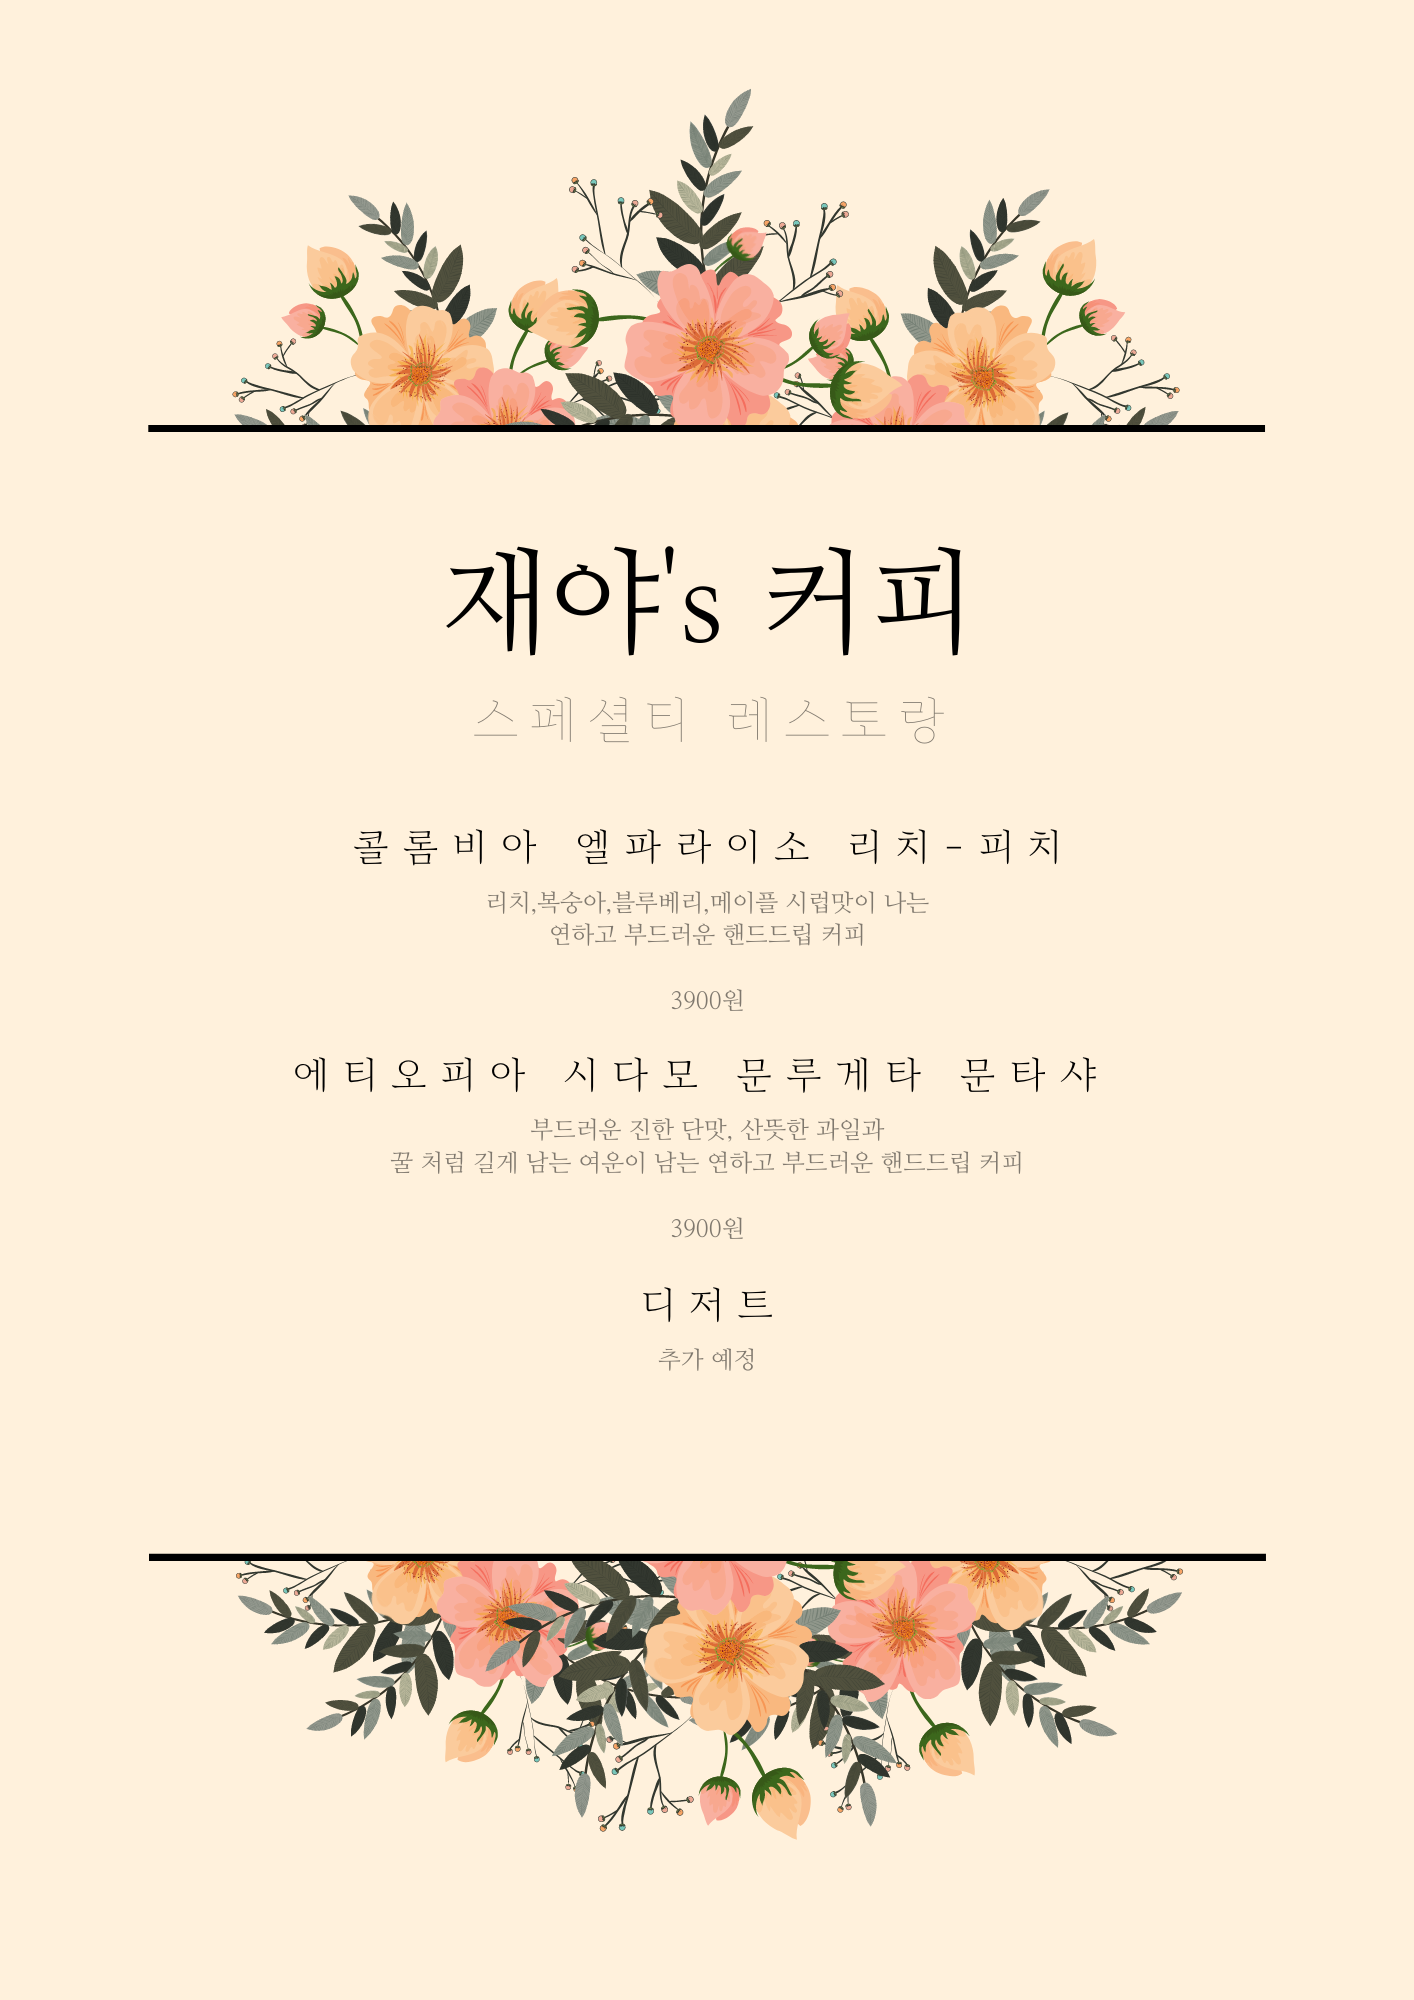 재야's 커피
스페셜티 레스토랑
콜롬비아 엘파라이소 리치-피치
리치,복숭아,블루베리,메이플 시럽맛이 나는
연하고 부드러운 핸드드립 커피
3900원
에티오피아 시다모 문루게타 문타샤
부드러운 진한 단맛, 산뜻한 과일과
꿀 처럼 길게 남는 여운이 남는 연하고 부드러운 핸드드립 커피
3900원
디저트
추가 예정